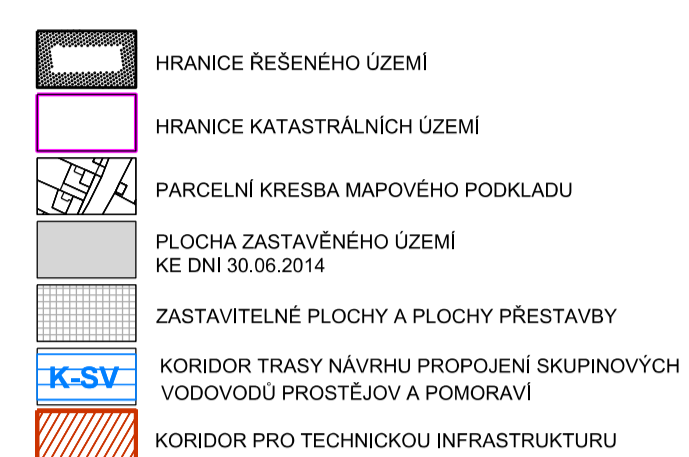 HRANICE ŘEŠENÉHO ÚZEMÍ
HRANICE KATASTRÁLNÍCH ÚZEMÍ
PARCELNÍ KRESBA MAPOVÉHO PODKLADU
PLOCHA ZASTAVĚNÉHO ÚZEMÍ
KE DNI 30.06.2014
ZASTAVITELNÉ PLOCHY A PLOCHY PŘESTAVBY
K-SV KORIDOR TRASY NÁVRHU PROPOJENÍ SKUPINOVÝCH
VODOVODŮ PROSTĚJOV A POMORAVÍ
KORIDOR PRO TECHNICKOU INFRASTRUKTURU